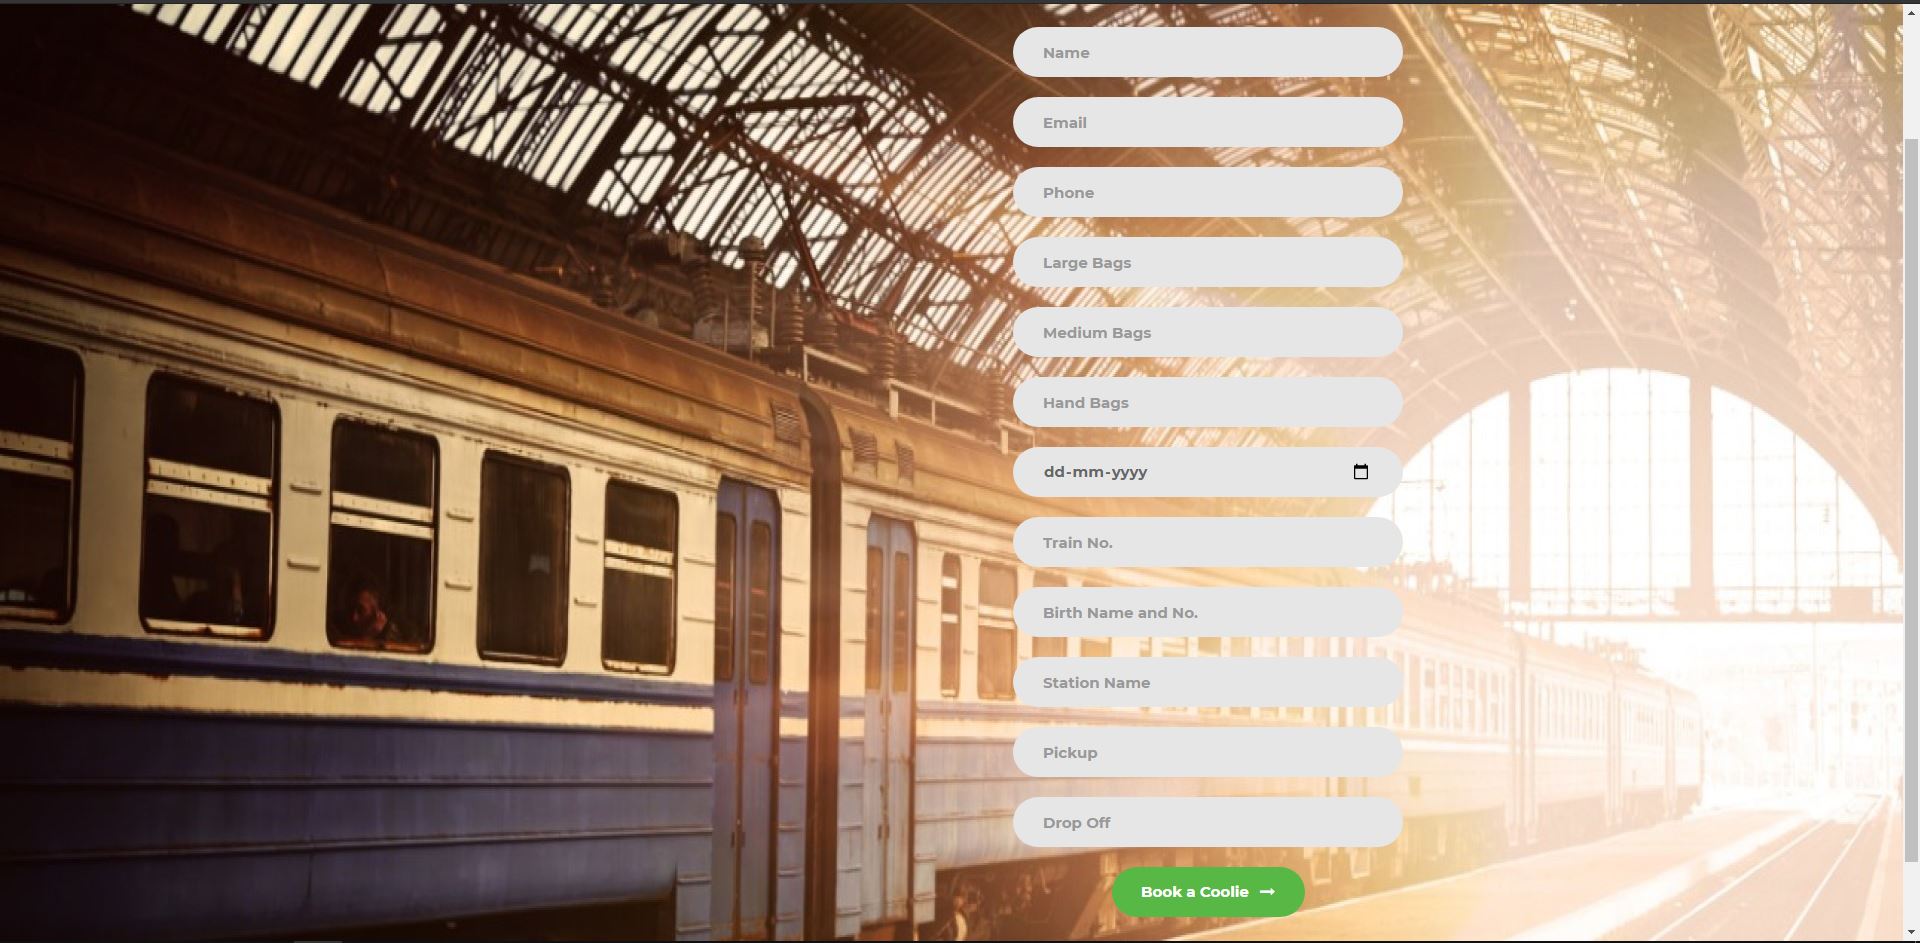 Name
Email
Phone
Large Bags
Medium Bags
Hand Bags
dd-mm-yyyy
Train No.
Birth Name and No.
Station Name
Pickup
Drop Off
Book a Coolie